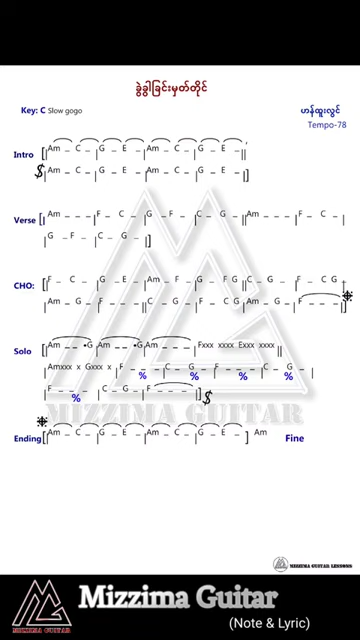 ခွဲခွါခြင်းမှတ်တိုင်
Key: C Slow gogo
ဟန်ထူးလွင်
Tempo-78
Intro [Am _ C _ |G _ E _ |Am _ C _ |G _ E _ ||
|Am _ C _ |G _ E _ |Am _ C _ |G _ E _ ]
Verse [|Am _ _ _ |F _ C _ |G _ F _ |C _ G _ ||Am _ _ _ |F _ C _ |
|G _ F _ |C _ G _ ]
CHO: [F _ C _ |G _ E _ |Am _ F _ |G _ F G ||C _ G _ |F _ C G |
|Am _ G _ |F _ _ _ ||C _ G _ |F _ C G |Am _ G _ |F _ _ _ ]
Solo [Am _ _ •G |Am _ _ •G |Am _ _ _ |Fxxx xxxx Exxx xxxx ||
|Amxxx x Gxxx x | F _ _ _ |C _ G _ |F _ _ _ |C _ G _ |
% % % %
|F _ _ _ |C _ G _ |F _ _ _ ]
%
MIZZIMA GUITAR
Ending [Am _ C _ |G _ E _ |Am _ C _ |G _ E _ ] Am Fine
MIZZIMA GUITAR LESSONS
MIZZIMA GUITAR
Mizzima Guitar
(Note & Lyric)